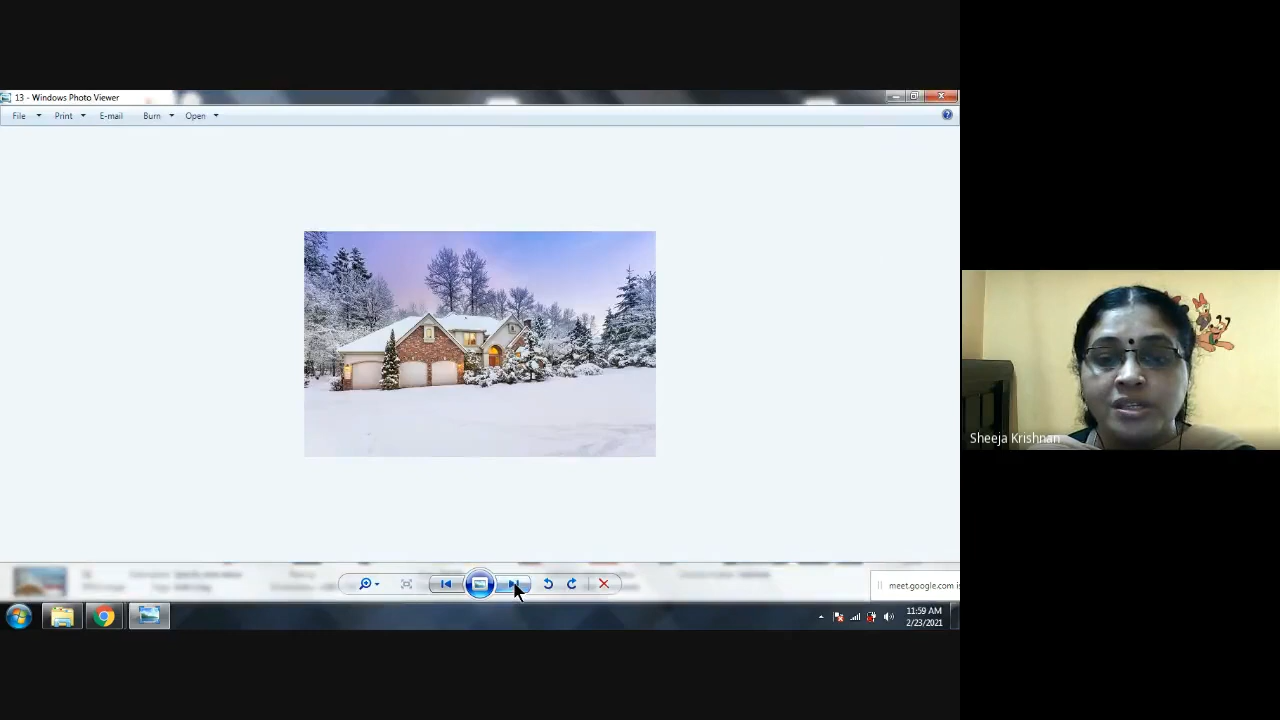 13 - Windows Photo Viewer
File Print E-mail Burn Open
Sheeja Krishnan
meet.google.com is
11:59 AM
2/23/2021